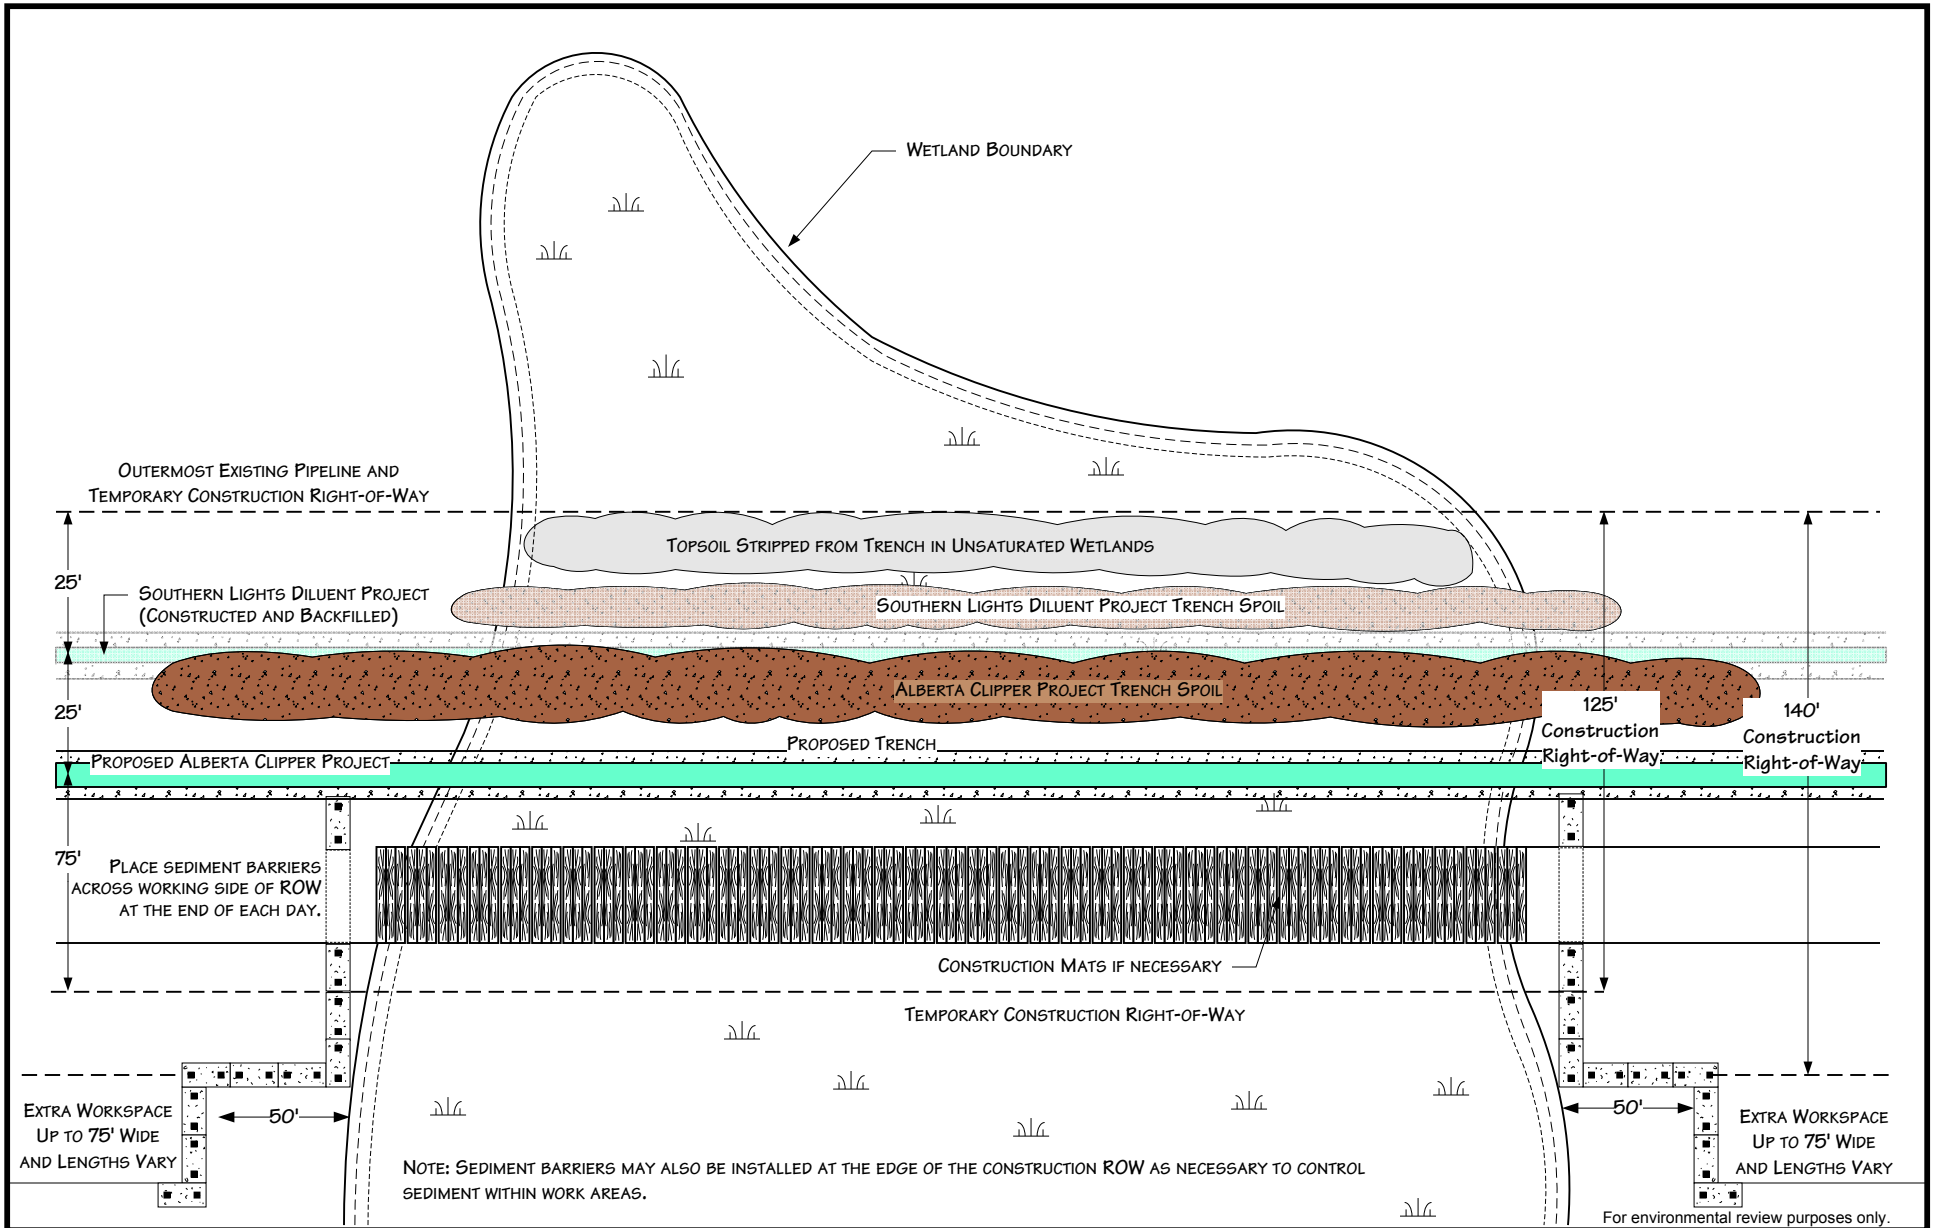 Wetland Boundary
Outermost Existing Pipeline and
Temporary Construction Right-of-Way
Topsoil Stripped from Trench in Unsaturated Wetlands
25'
Southern Lights Diluent Project
(Constructed and Backfilled)
Southern Lights Diluent Project Trench Spoil
Alberta Clipper Project Trench Spoil
25'
125'
Construction
Right-of-Way
140'
Construction
Right-of-Way
Proposed Trench
Proposed Alberta Clipper Project
75'
Place sediment barriers
across working side of ROW
at the end of each day.
Construction Mats if necessary
Temporary Construction Right-of-Way
50'
50'
Extra Workspace
Up to 75' Wide
and Lengths Vary
Extra Workspace
Up to 75' Wide
and Lengths Vary
Note: Sediment barriers may also be installed at the edge of the construction ROW as necessary to control
sediment within work areas.
For environmental review purposes only.